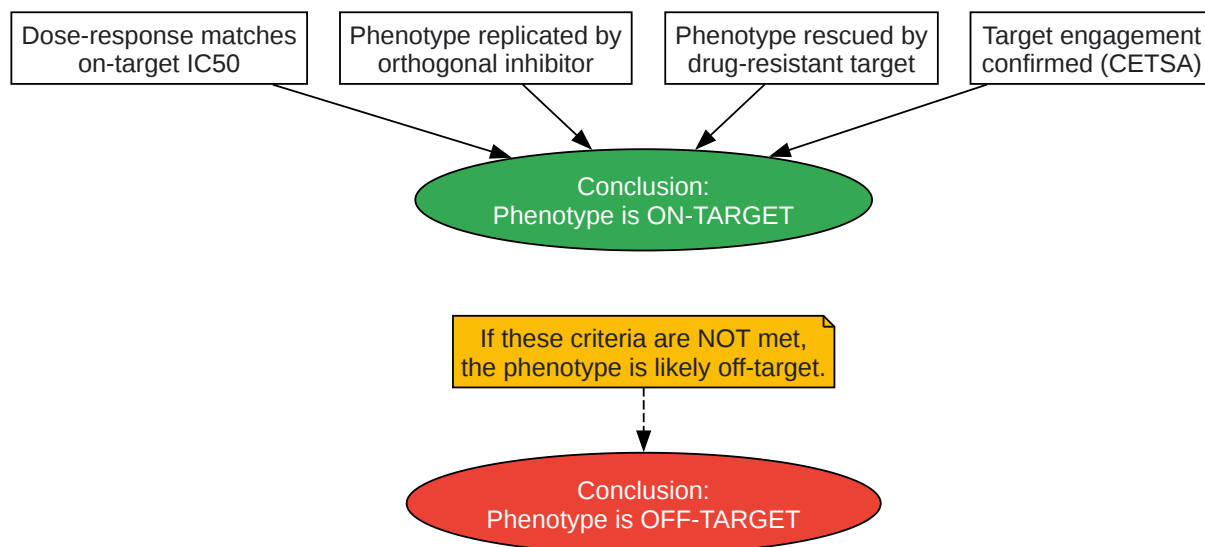 Dose-response matches
on-target IC50
Phenotype replicated by
orthogonal inhibitor
Phenotype rescued by
drug-resistant target
Target engagement
confirmed (CETSA)
Conclusion:
Phenotype is ON-TARGET
If these criteria are NOT met,
the phenotype is likely off-target.
Conclusion:
Phenotype is OFF-TARGET